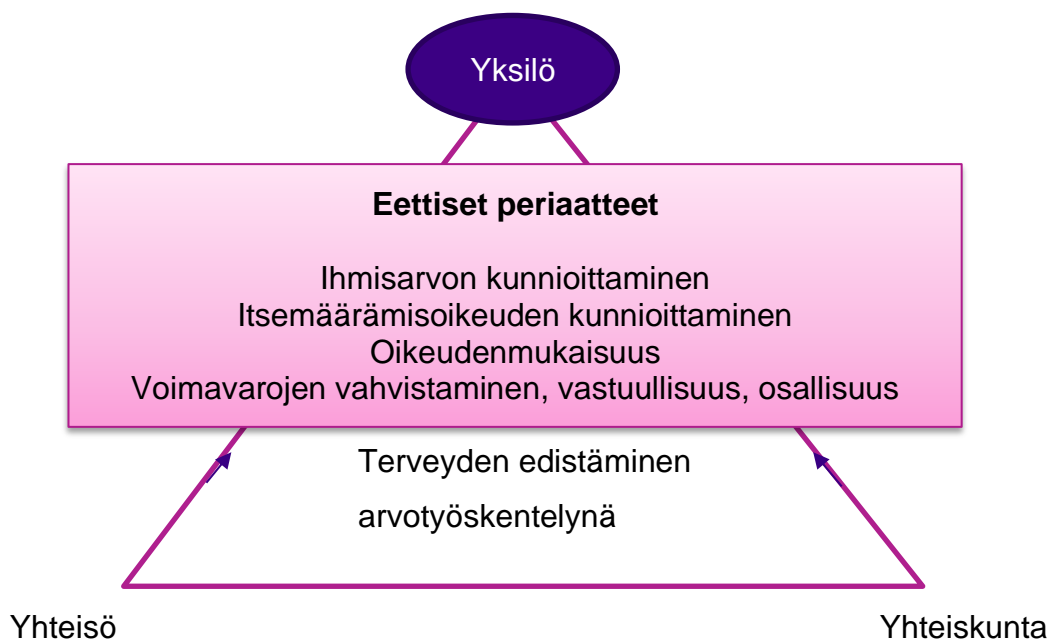 Yksilö
Eettiset periaatteet
Ihmisarvon kunnioittaminen
Itsemäärämisoikeuden kunnioittaminen
Oikeudenmukaisuus
Voimavarojen vahvistaminen, vastuullisuus, osallisuus
Terveyden edistäminen
arvotyöskentelynä
Yhteisö
Yhteiskunta